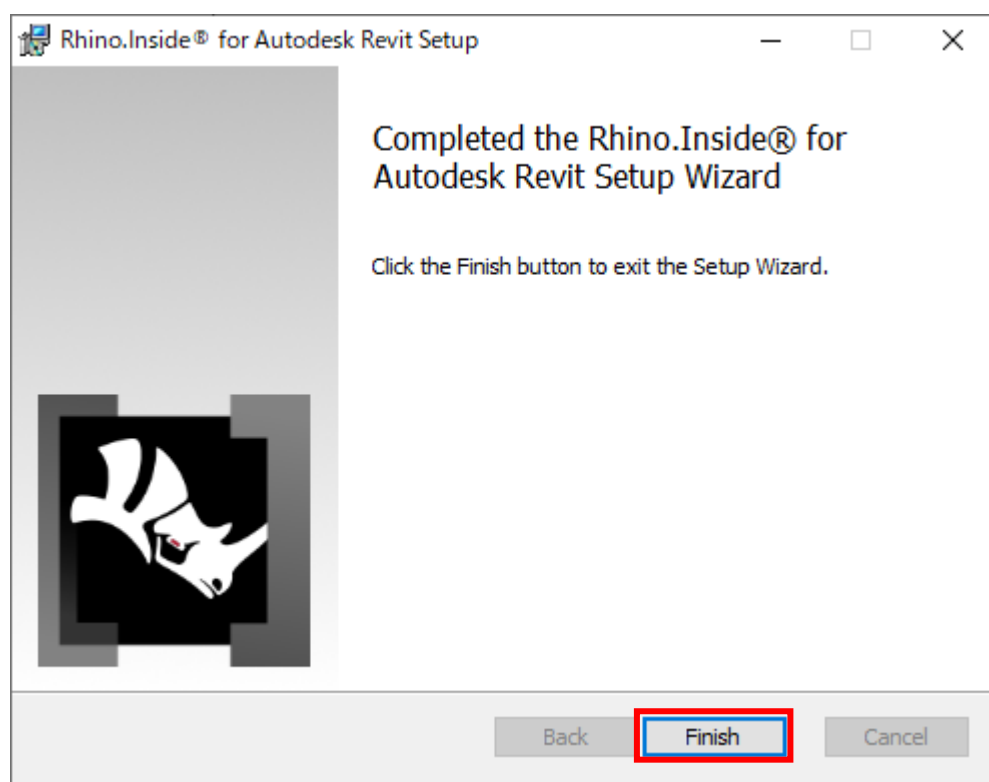 Rhino.Inside® for Autodesk Revit Setup
Completed the Rhino.Inside® for
Autodesk Revit Setup Wizard
Click the Finish button to exit the Setup Wizard.
Back
Finish
Cancel